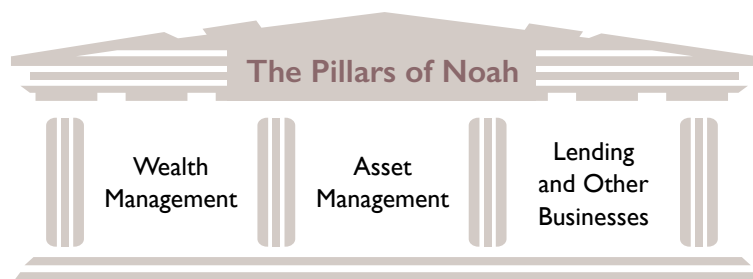 The Pillars of Noah
Wealth
Management
Asset
Management
Lending
and Other
Businesses